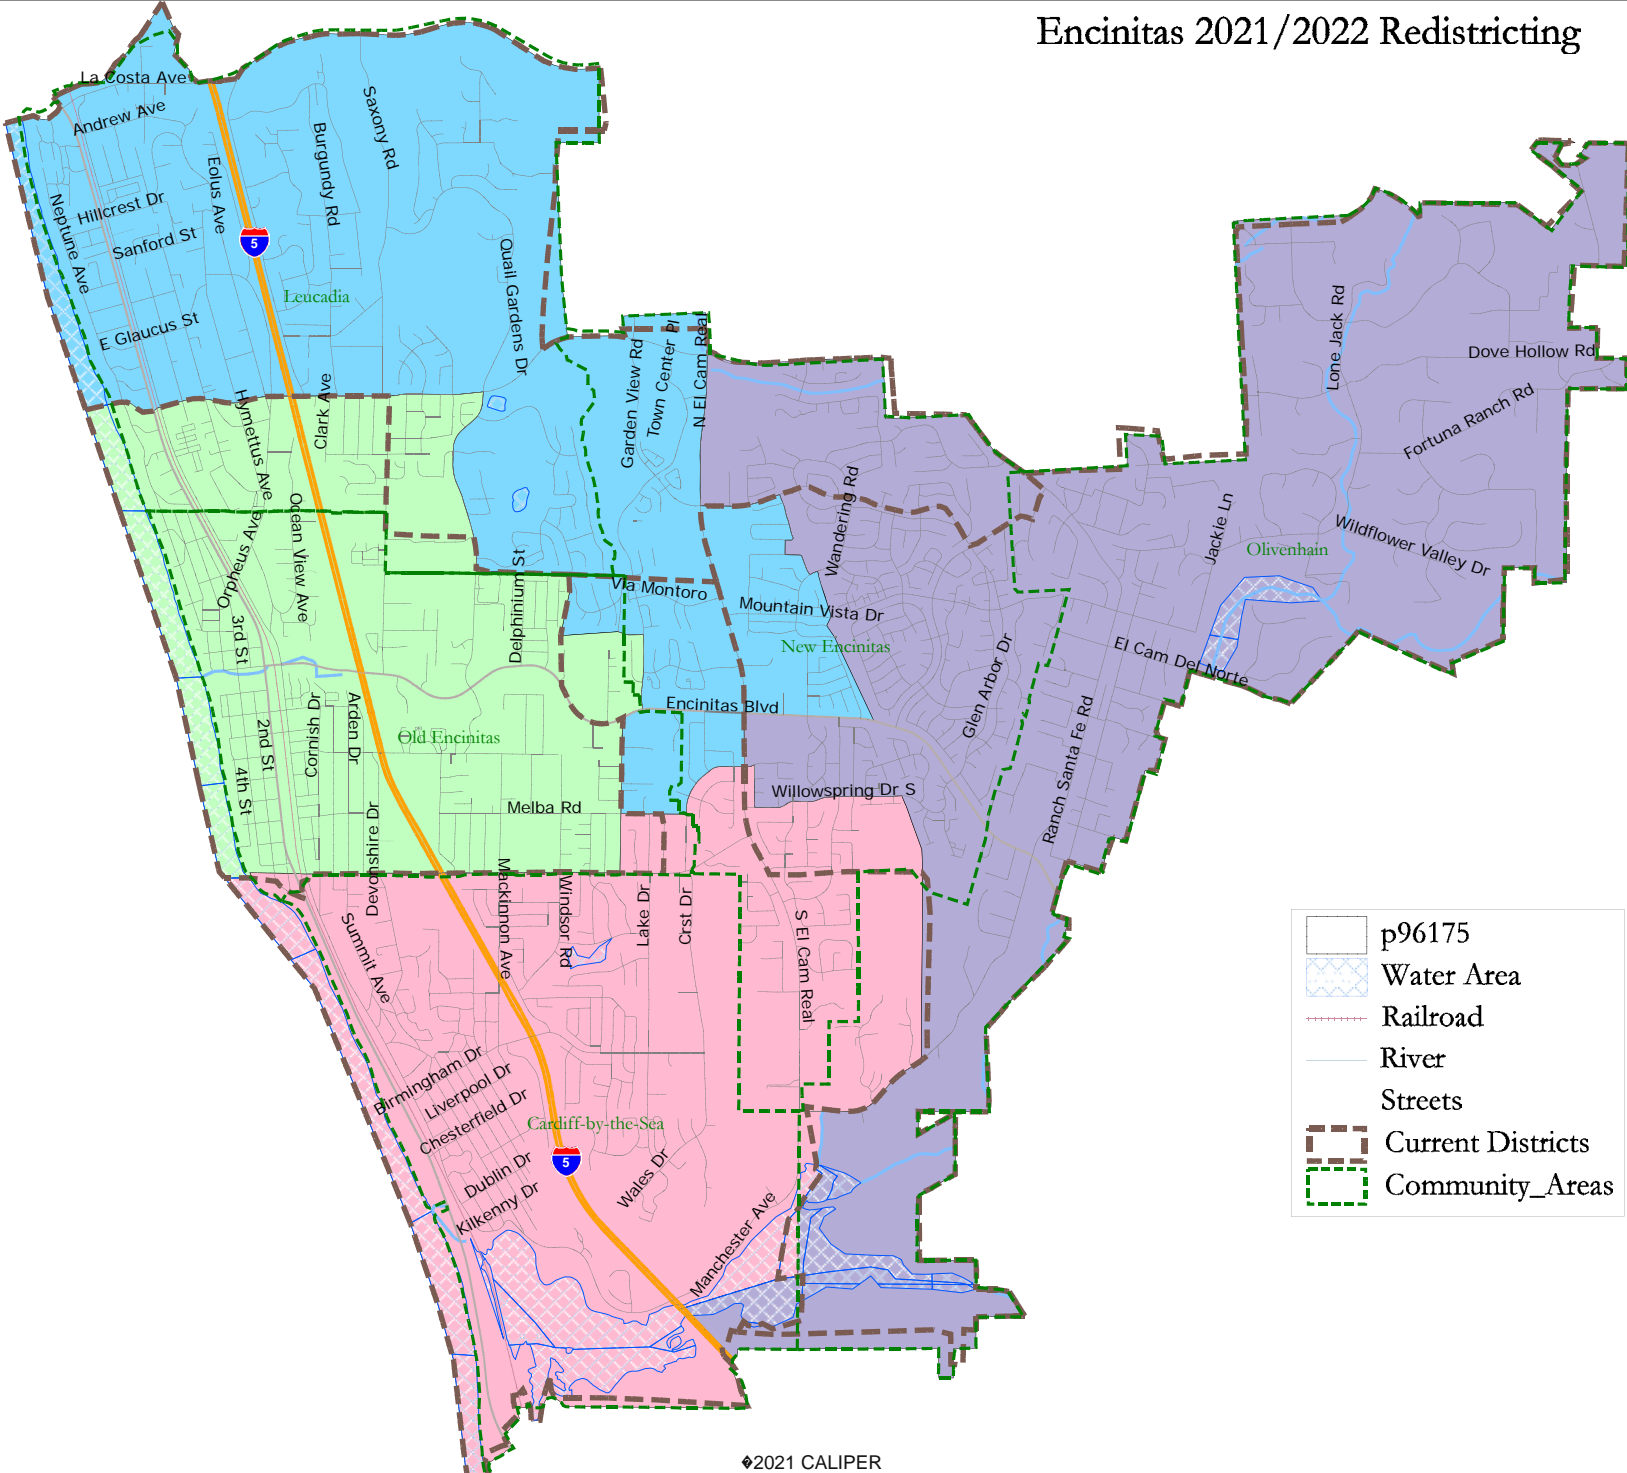 Encinitas 2021/2022 Redistricting
La Costa Ave
Andrew Ave
Saxony Rd
Burgundy Rd
Eolus Ave
Neptune Ave
Hillcrest Dr
Sanford St
5
Quail Gardens Dr
Leucadia
E Glaucus St
Garden View Rd
Town Center Pl
N El Cam Real
Lone Jack Rd
Dove Hollow Rd
Fortuna Ranch Rd
Hymettus Ave
Clark Ave
Wandering Rd
Ocean View Ave
Orpheus Ave
Jackie Ln
Wildflower Valley Dr
Olivenhain
Delphinium St
Via Montoro
Mountain Vista Dr
3rd St
New Encinitas
Glen Arbor Dr
El Cam Del Norte
Encinitas Blvd
Cornish Dr
Arden Dr
2nd St
Old Encinitas
Ranch Santa Fe Rd
4th St
Willowspring Dr S
Melba Rd
Devonshire Dr
Mackinnon Ave
Windsor Rd
Lake Dr
Crst Dr
Summit Ave
S El Cam Real
Birmingham Dr
Liverpool Dr
Chesterfield Dr
Cardiff-by-the-Sea
5
Dublin Dr
Kilkenny Dr
Wales Dr
Manchester Ave
p96175
Water Area
Railroad
River
Streets
Current Districts
Community_Areas
�2021 CALIPER